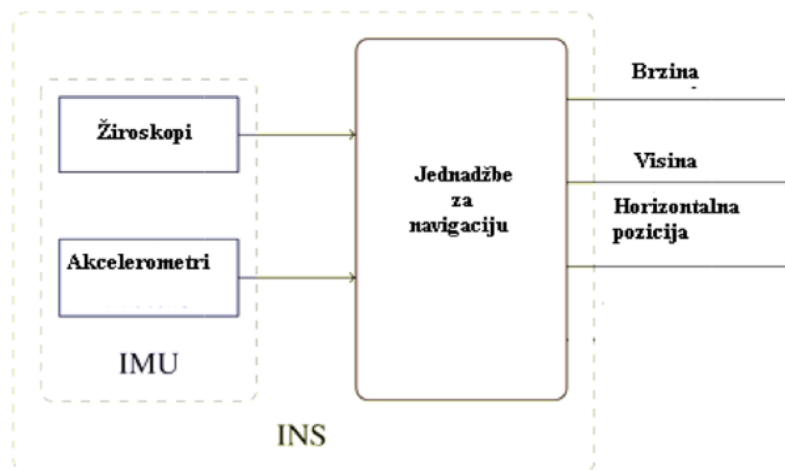 Žiroskopi
Akcelerometri
IMU
INS
Jednadžbe
za
navigaciju
Brzina
Visina
Horizontalna
pozicija